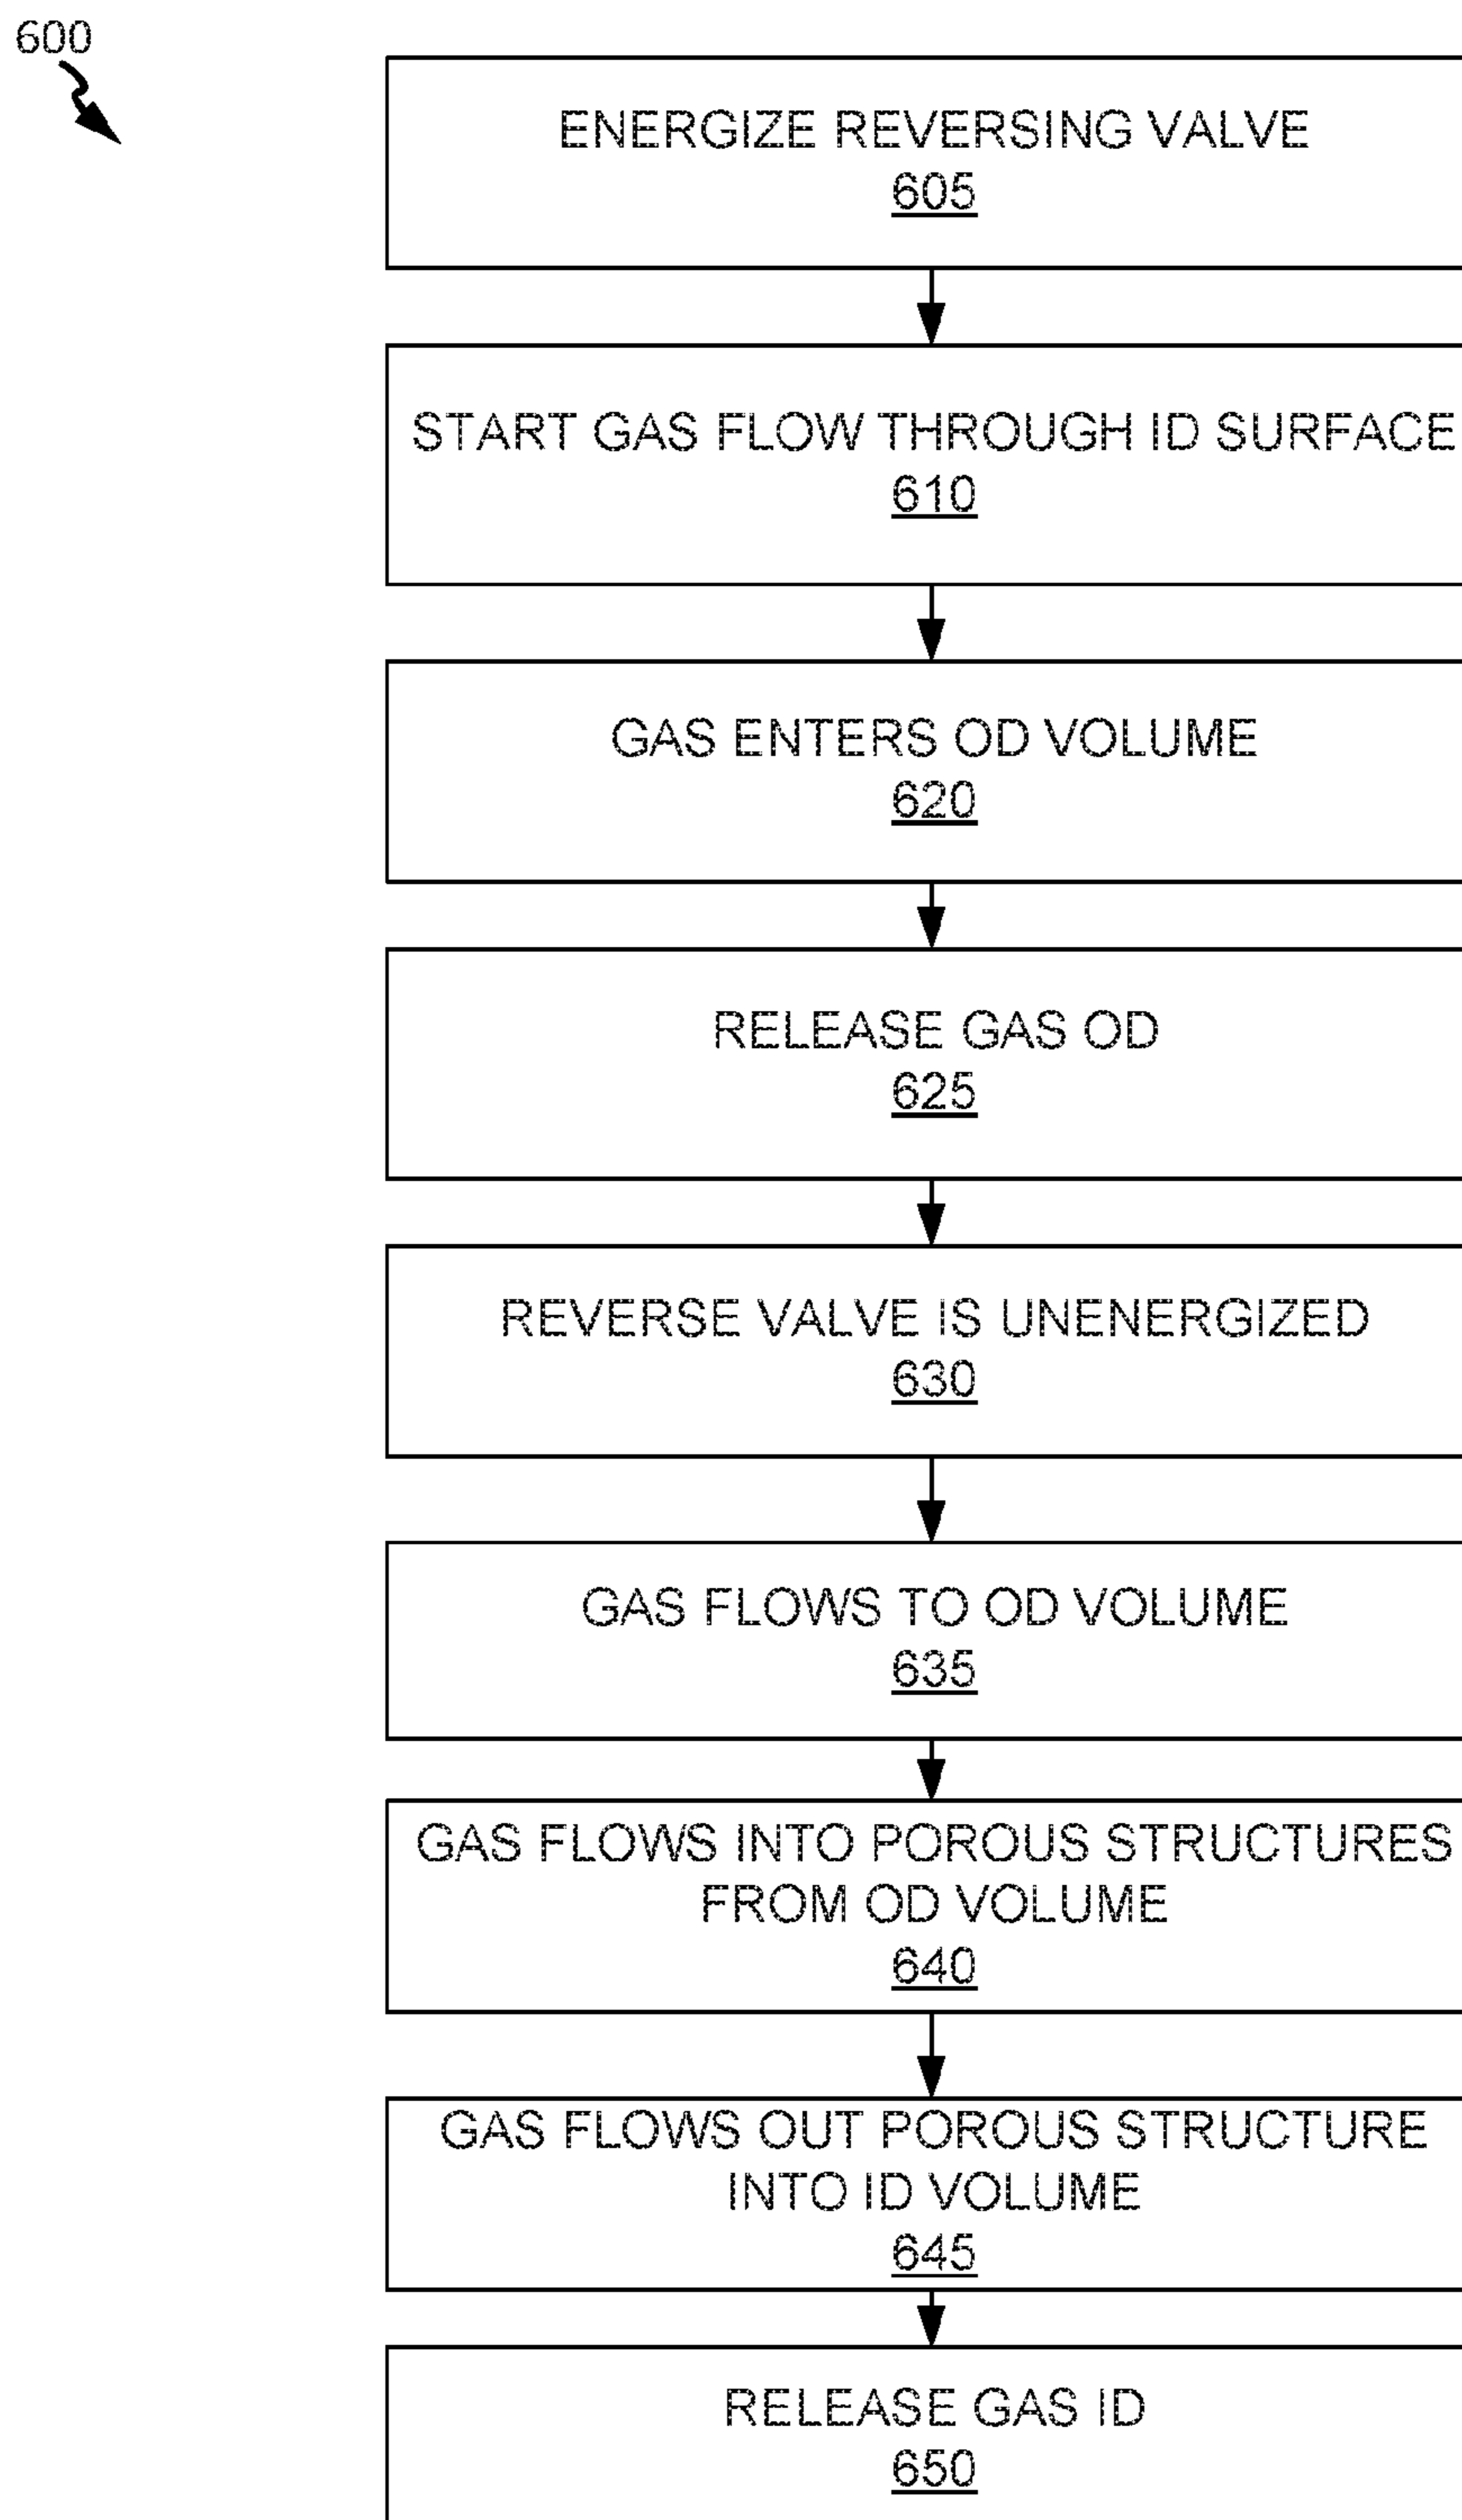 600
ENERGIZE REVERSING VALVE
605
START GAS FLOW THROUGH ID SURFACE
610
GAS ENTERS OD VOLUME
620
RELEASE GAS OD
625
REVERSE VALVE IS UNENERGIZED
630
GAS FLOWS TO OD VOLUME
635
GAS FLOWS INTO POROUS STRUCTURES
FROM OD VOLUME
640
GAS FLOWS OUT POROUS STRUCTURE
INTO ID VOLUME
645
RELEASE GAS ID
650